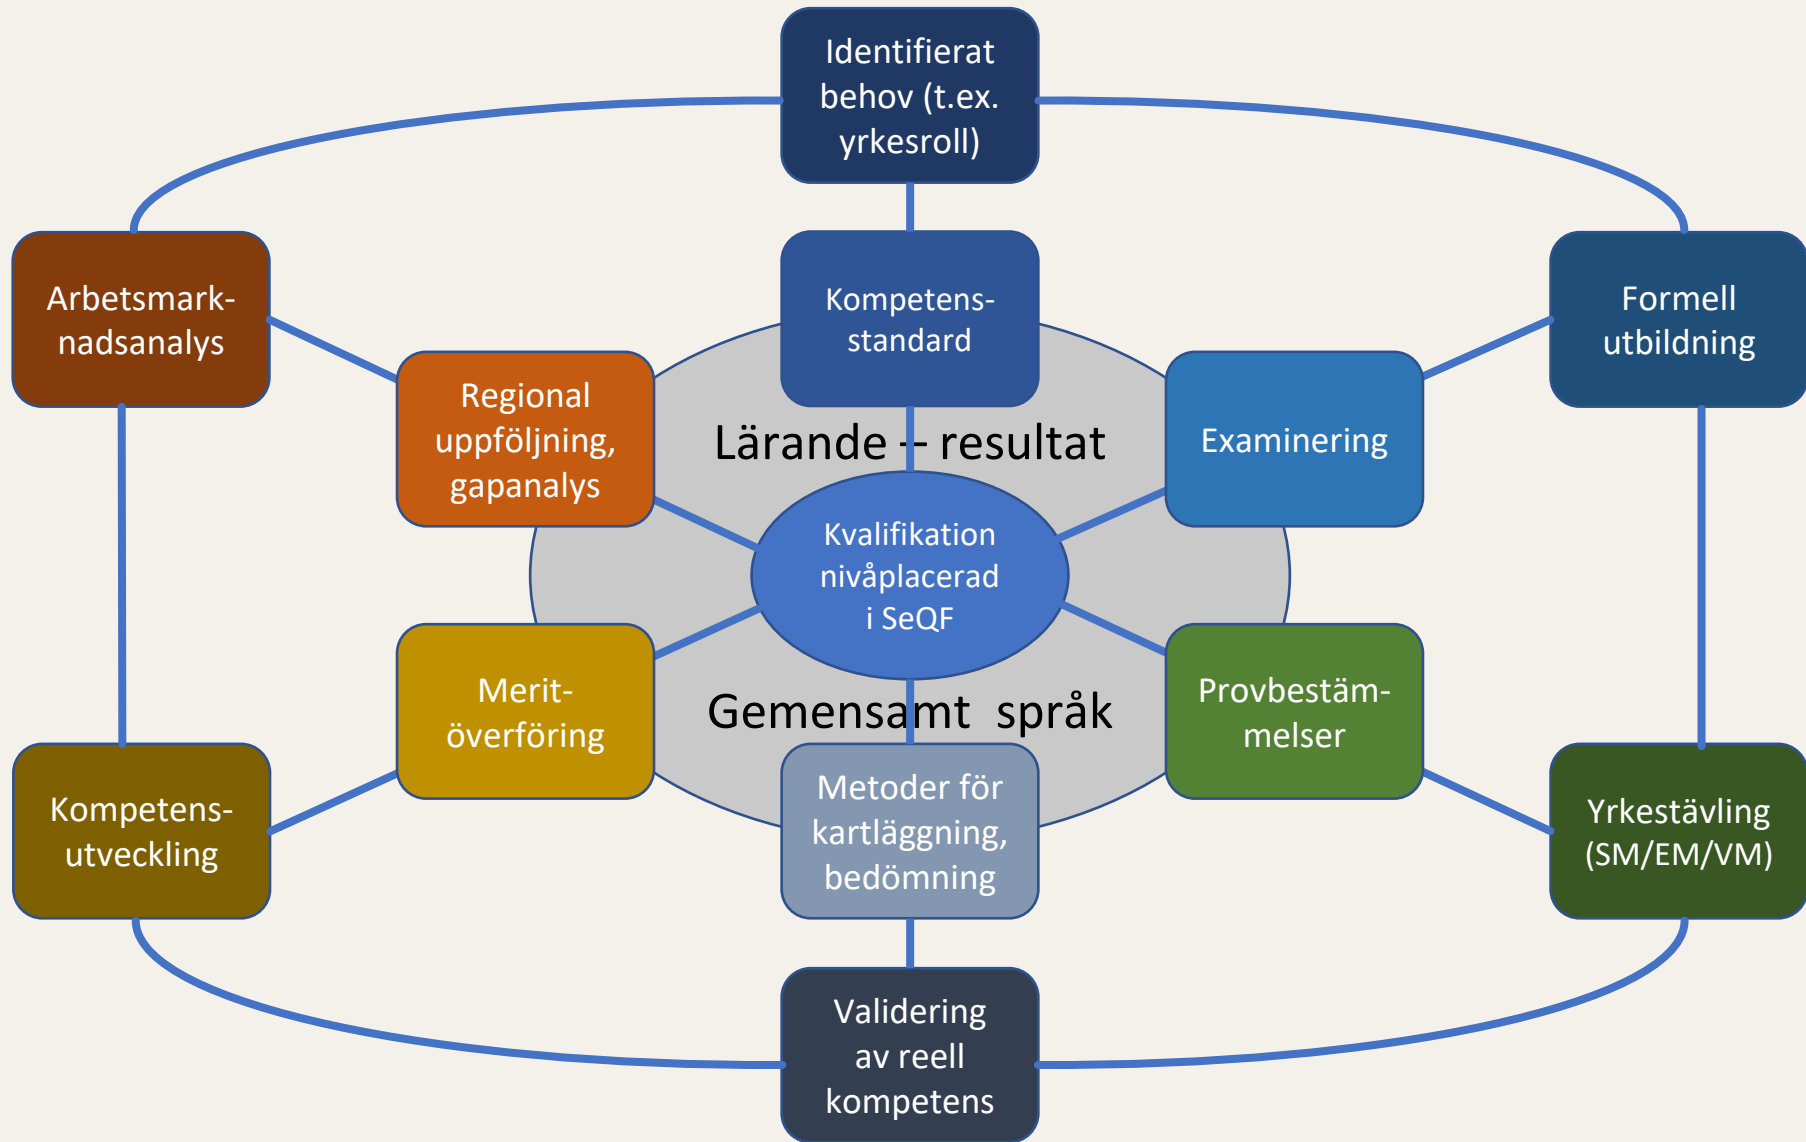 Identifierat
behov (t.ex.
yrkesroll)
Arbetsmark-
nadsanalys
Kompetens-
standard
Formell
utbildning
Regional
uppföljning,
gapanalys
Lärande – resultat
Examinering
Kvalifikation
nivåplacerad
i SeQF
Merit-
överföring
Gemensamt språk
Provbestäm-
melser
Kompetens-
utveckling
Metoder för
kartläggning,
bedömning
Yrkestävling
(SM/EM/VM)
Validering
av reell
kompetens